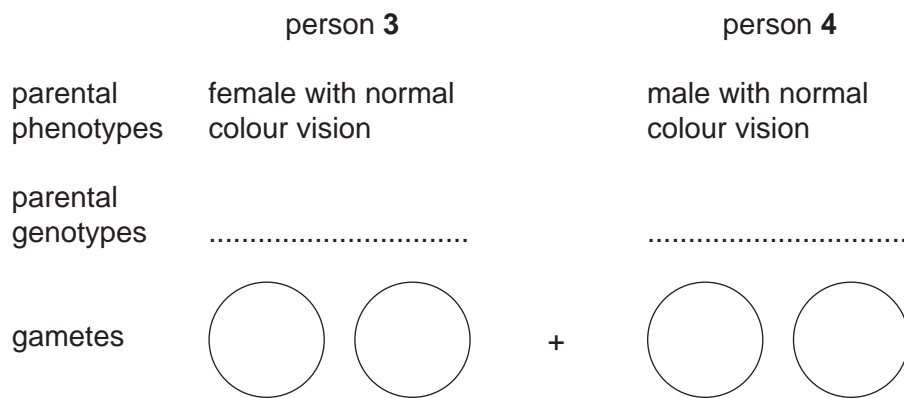 person 3
person 4
parental
phenotypes
female with normal
colour vision
male with normal
colour vision
parental
genotypes
................................
................................
gametes
+